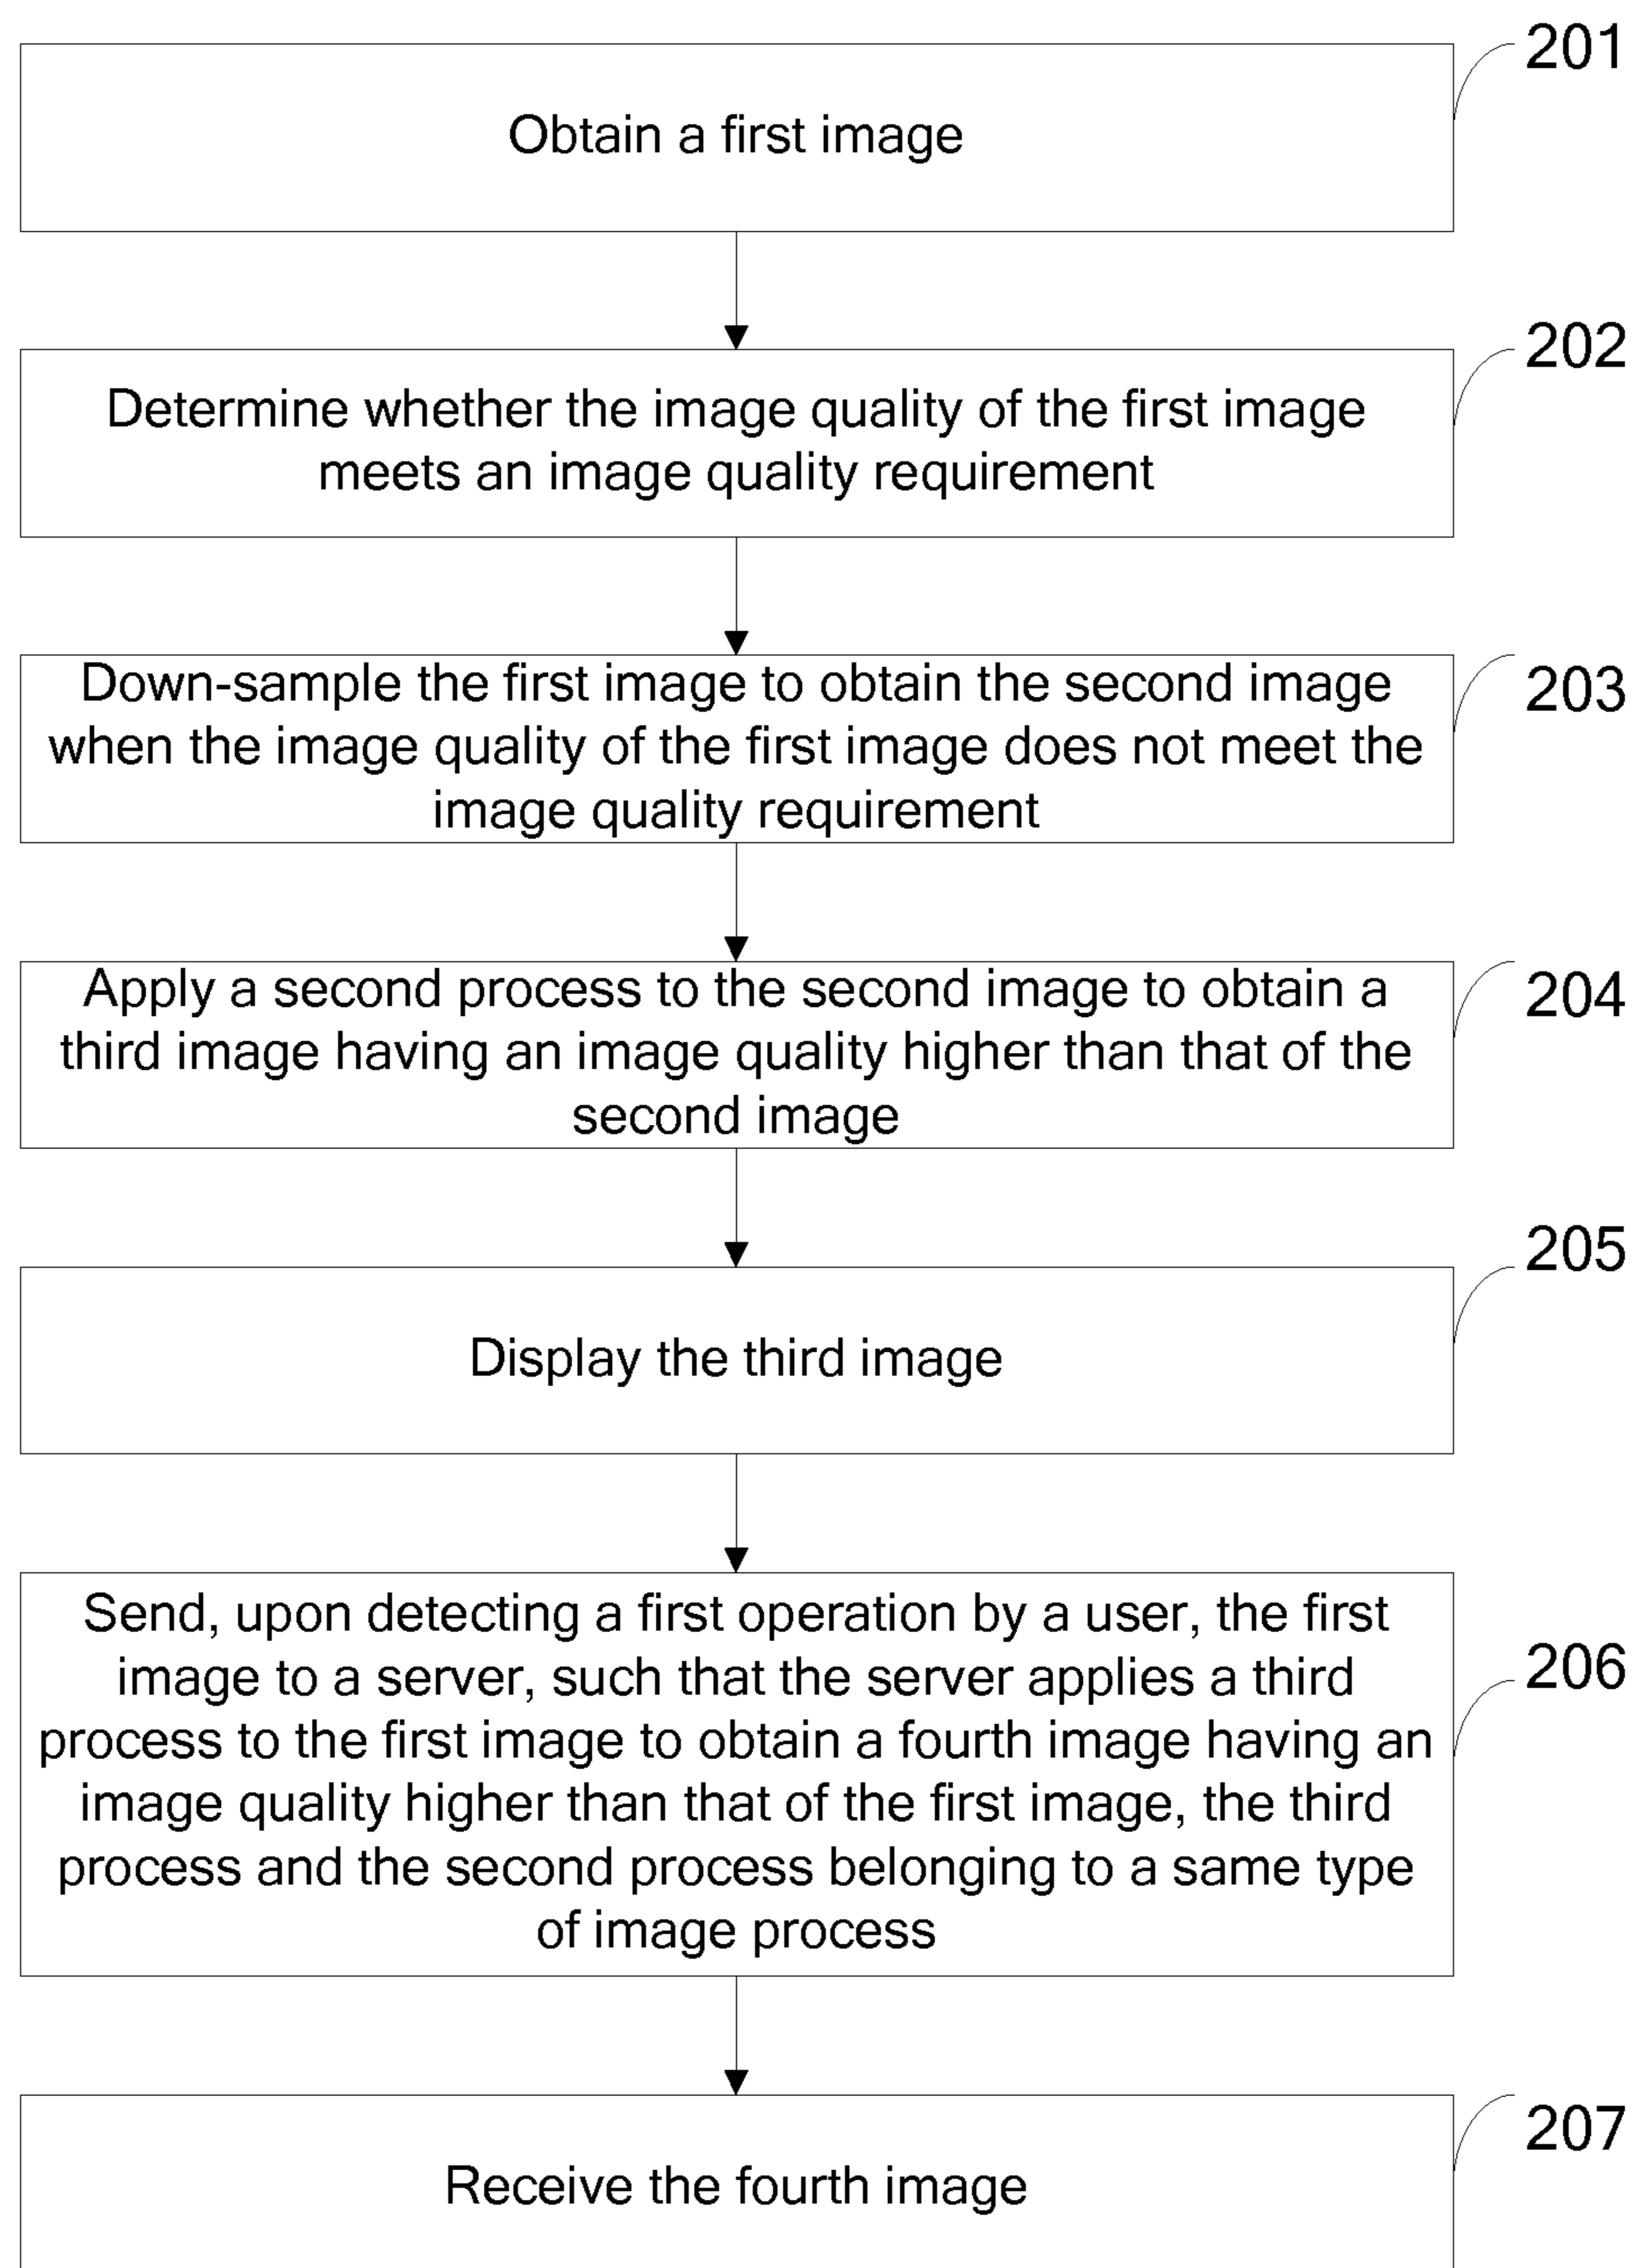 201
Obtain a first image
202
Determine whether the image quality of the first image
meets an image quality requirement
203
Down-sample the first image to obtain the second image
when the image quality of the first image does not meet the
image quality requirement
204
Apply a second process to the second image to obtain a
third image having an image quality higher than that of the
second image
205
Display the third image
206
Send, upon detecting a first operation by a user, the first
image to a server, such that the server applies a third
process to the first image to obtain a fourth image having an
image quality higher than that of the first image, the third
process and the second process belonging to a same type
of image process
207
Receive the fourth image